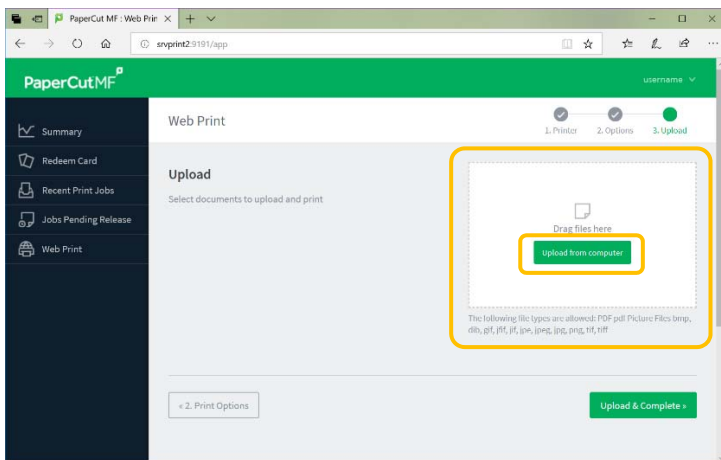 PaperCut MF : Web Prin
srvprint2:9191/app
PaperCutMF
username
Summary
Redeem Card
Recent Print Jobs
Jobs Pending Release
Web Print
Web Print
1. Printer
2. Options
3. Upload
Upload
Select documents to upload and print
Drag files here
Upload from computer
The following file types are allowed: PDF pdf Picture Files bmp,
dib, gif, jfif, jif, jpe, jpeg, jpg, png, tif, tiff
« 2. Print Options
Upload & Complete »